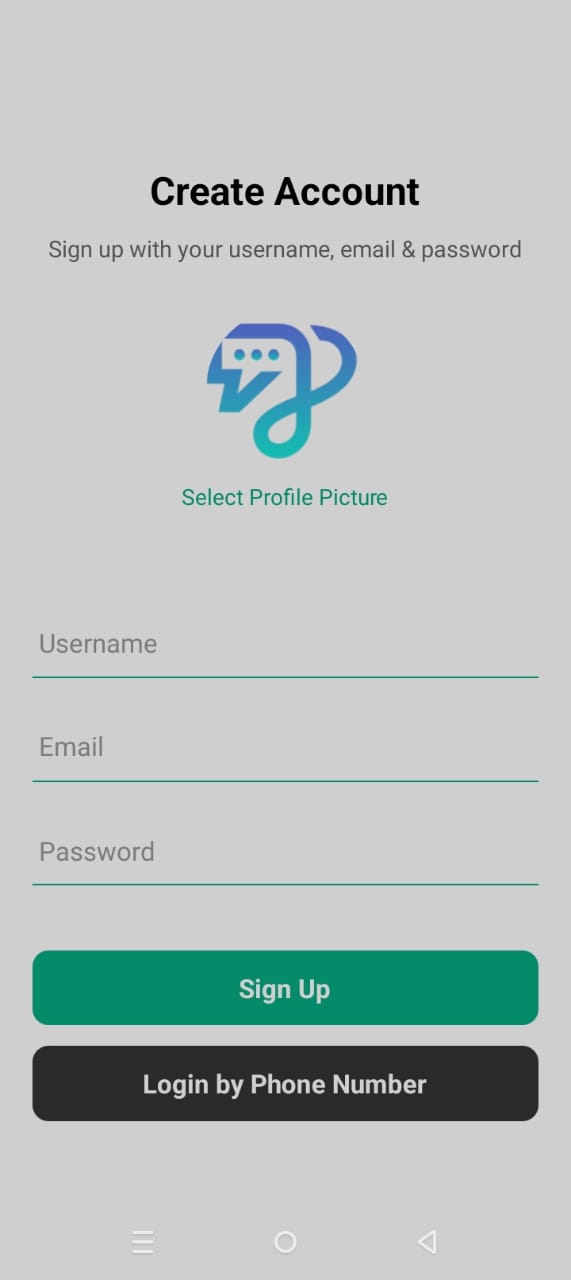 Create Account
Sign up with your username, email & password
Select Profile Picture
Username
Email
Password
Sign Up
Login by Phone Number